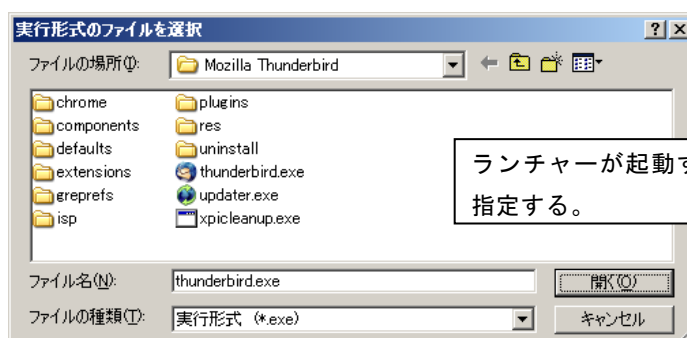 実行形式のファイルを選択
ファイルの場所(I):
Mozilla Thunderbird
chrome
components
defaults
extensions
greprefs
isp
plugins
res
uninstall
thunderbird.exe
updater.exe
xpicleanup.exe
ランチャーが起動す
指定する。
ファイル名(N):
thunderbird.exe
開く(O)
ファイルの種類(T):
実行形式 (*.exe)
キャンセル